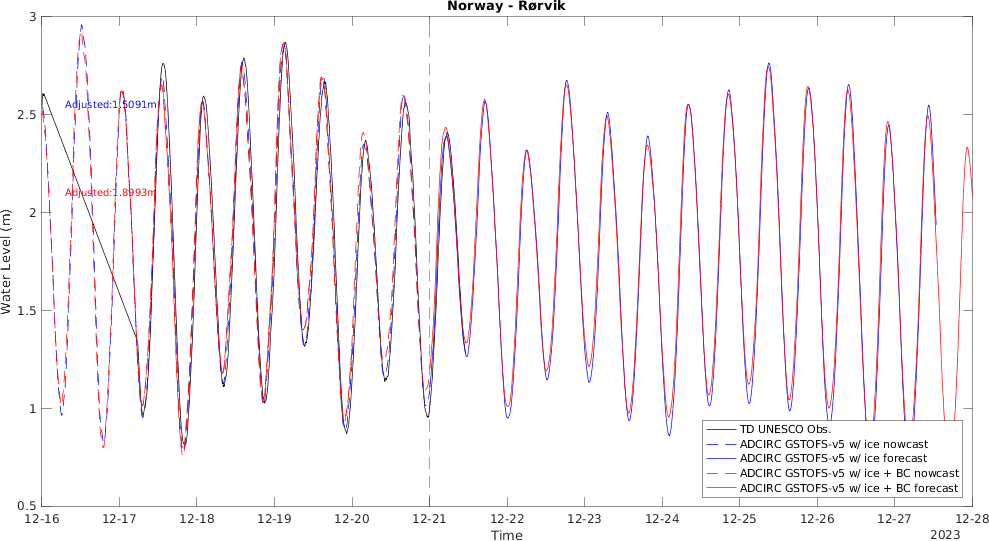 Norway - Rørvik
3
2.5
2
1.5
1
0.5
Water Level (m)
Adjusted:1.5091m
Adjusted:1.8993m
TD UNESCO Obs.
ADCIRC GSTOFS-v5 w/ ice nowcast
ADCIRC GSTOFS-v5 w/ ice forecast
ADCIRC GSTOFS-v5 w/ ice + BC nowcast
ADCIRC GSTOFS-v5 w/ ice + BC forecast
12-16 12-17 12-18 12-19 12-20 12-21 12-22 12-23 12-24 12-25 12-26 12-27 12-28
Time
2023